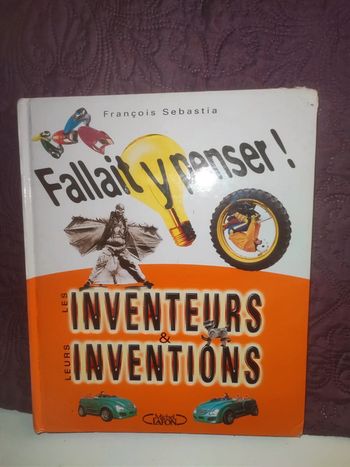 François Sebastia
Fallait y penser !
LES INVENTEURS
&
LEURS INVENTIONS
Michel
LAFON